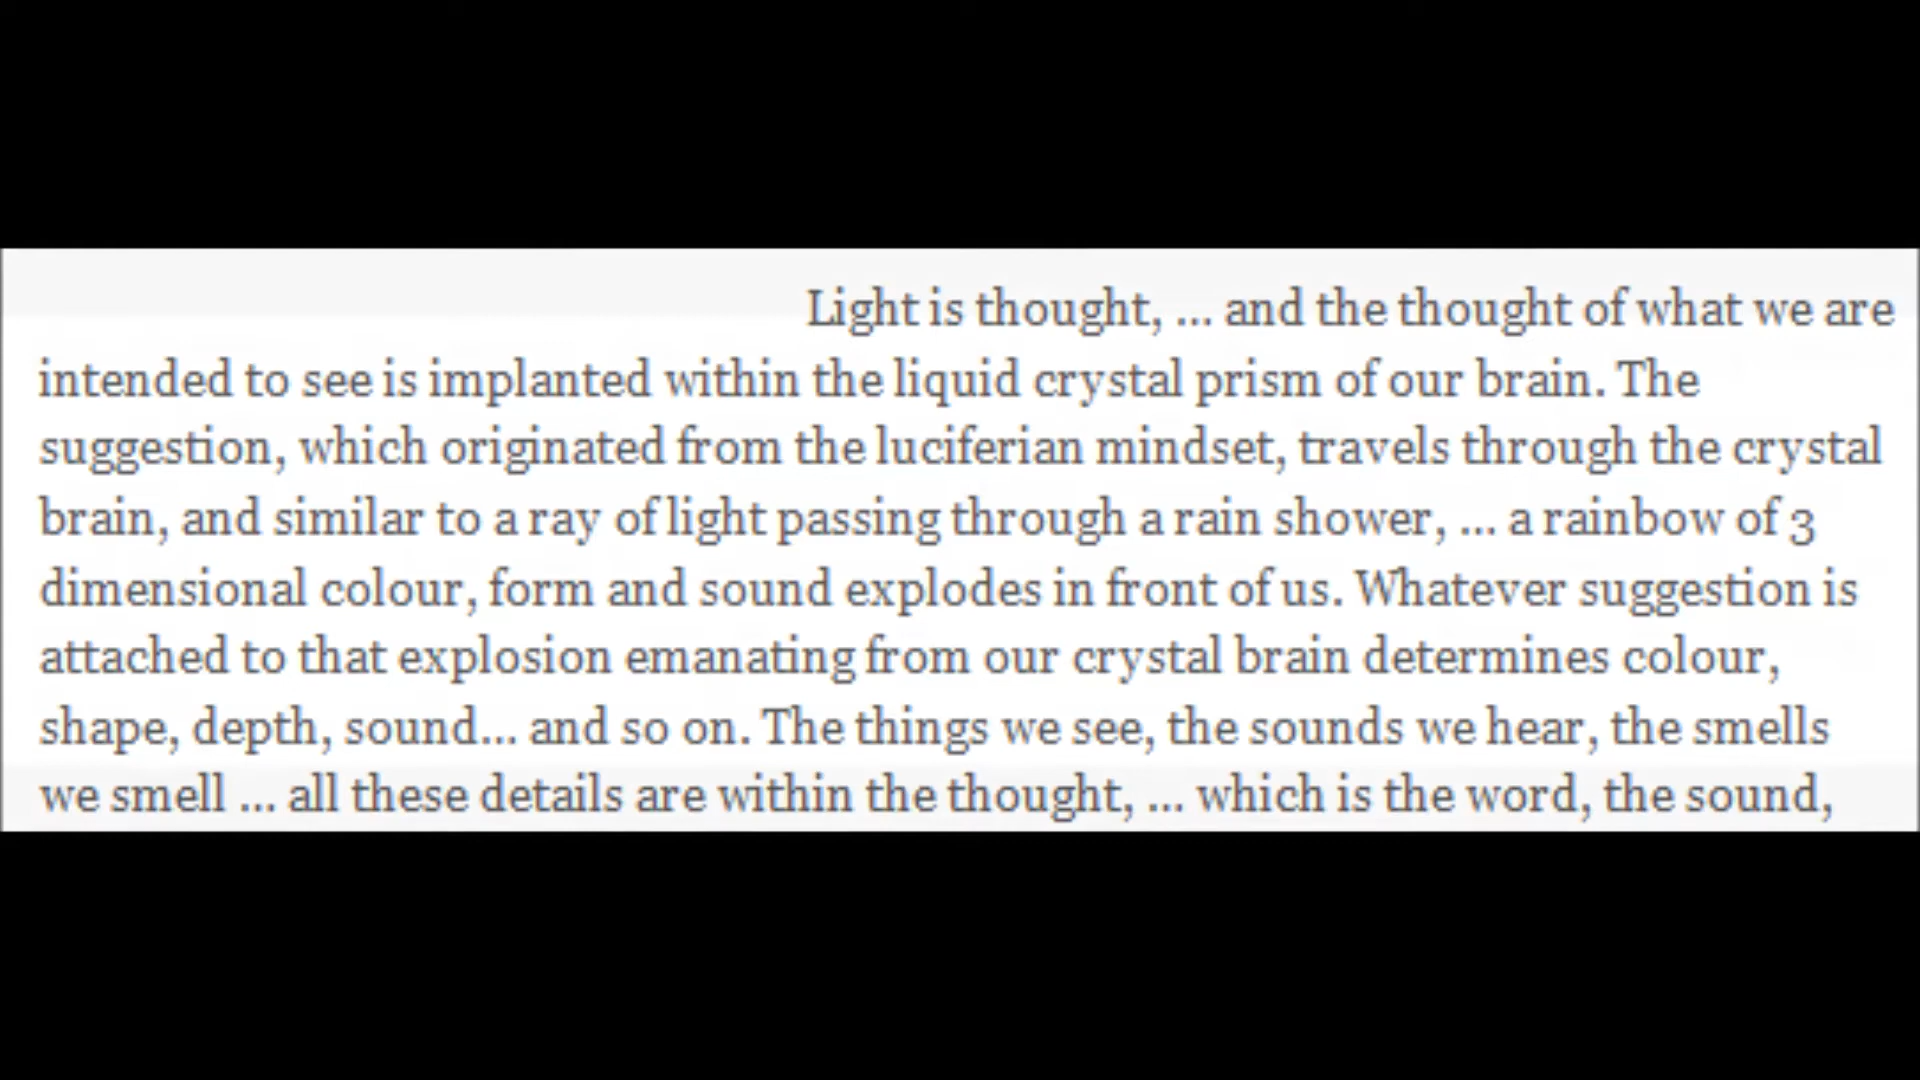 Light is thought, ... and the thought of what we are
intended to see is implanted within the liquid crystal prism of our brain. The
suggestion, which originated from the luciferian mindset, travels through the crystal
brain, and similar to a ray of light passing through a rain shower, ... a rainbow of 3
dimensional colour, form and sound explodes in front of us. Whatever suggestion is
attached to that explosion emanating from our crystal brain determines colour,
shape, depth, sound... and so on. The things we see, the sounds we hear, the smells
we smell ... all these details are within the thought, ... which is the word, the sound,